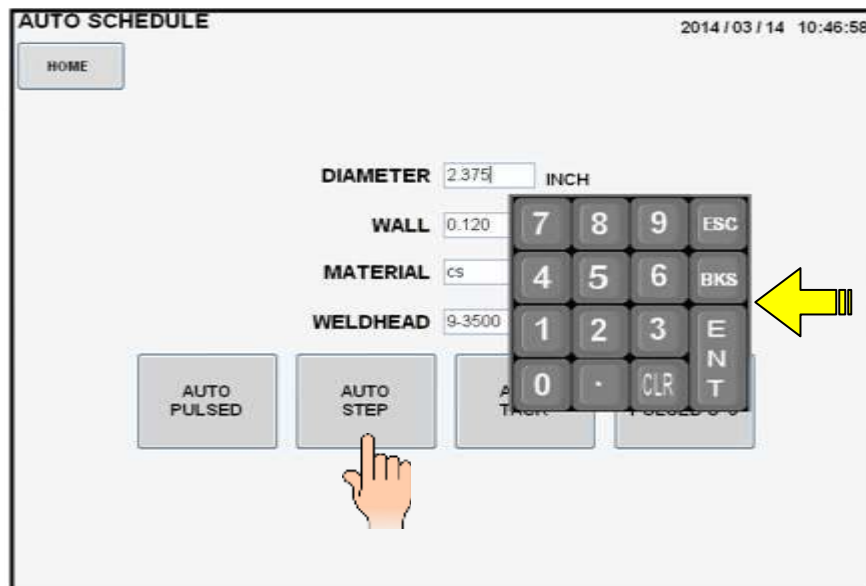 AUTO SCHEDULE
2014 / 03 / 14 10:46:58
HOME
DIAMETER 2.375 INCH
WALL 0.120
MATERIAL cs
WELDHEAD 9-3500
7 8 9 ESC
4 5 6 BKS
1 2 3 ENT
0 . CLR
AUTO
PULSED
AUTO
STEP